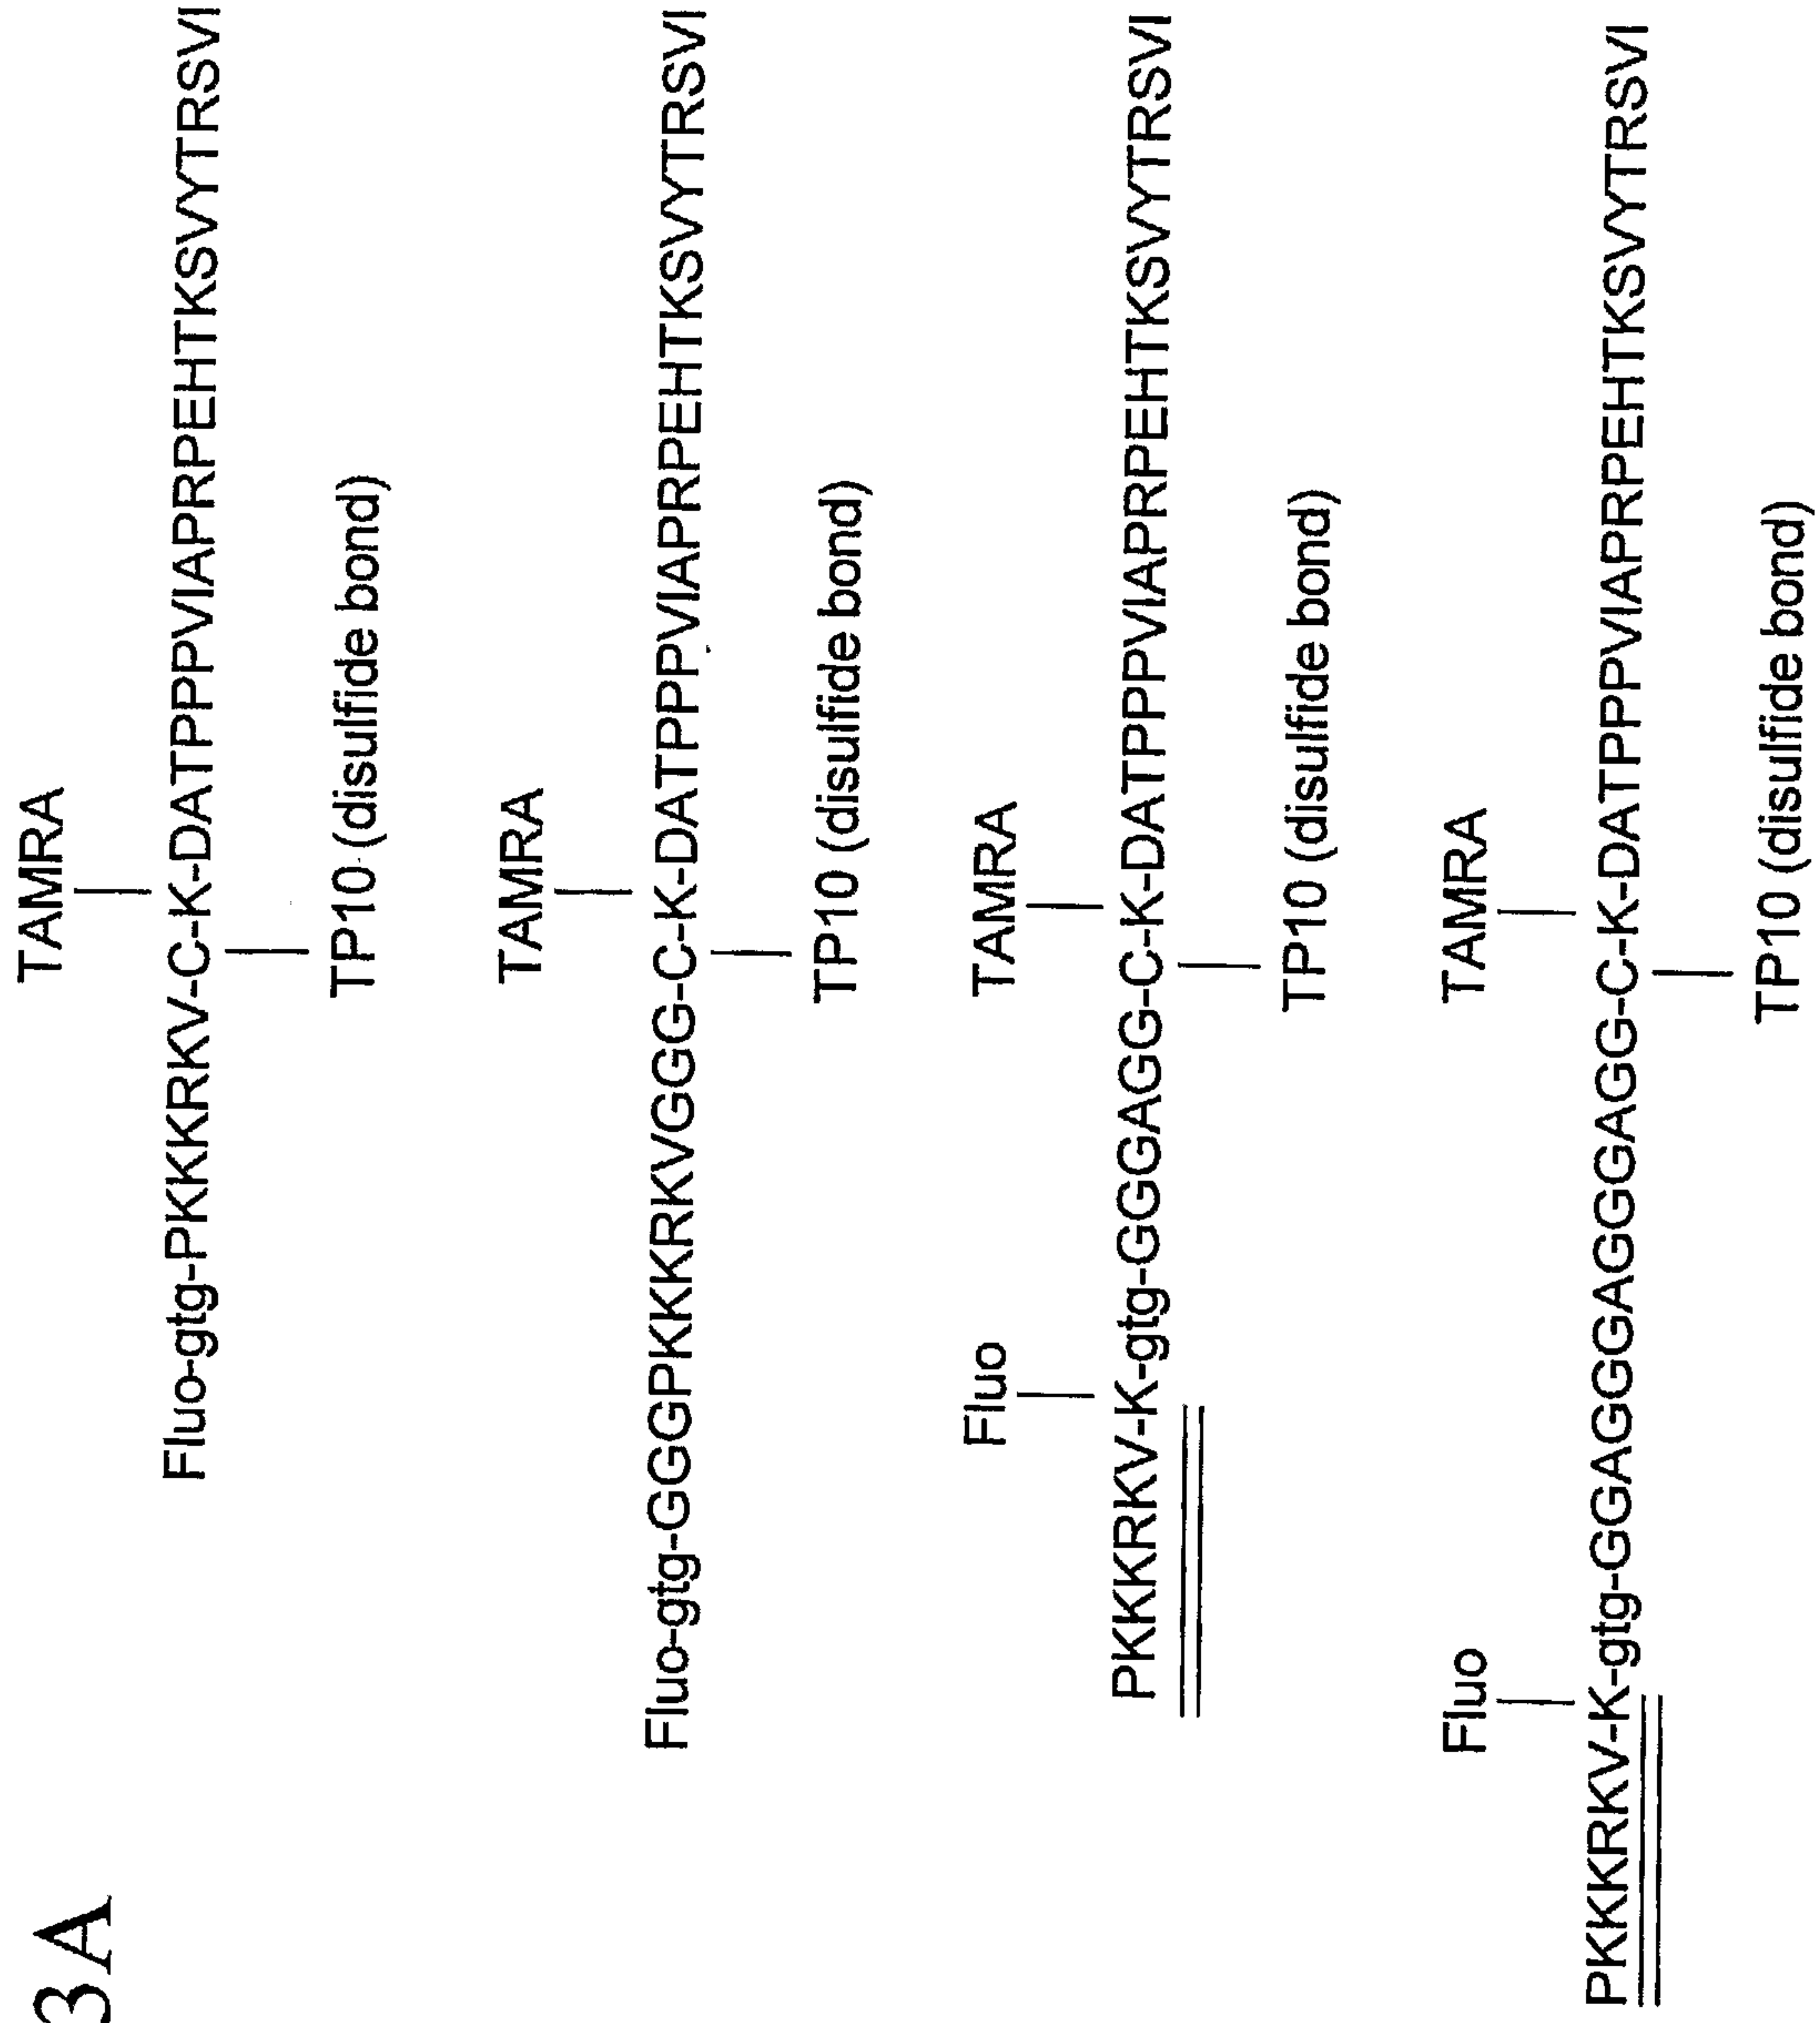 3A
TAMRA
Fluo-gtg-PKKKRKV-C-K-DATPPPVIAPRPEHTKSVYTRSVI
TP10 (disulfide bond)
TAMRA
Fluo-gtg-GGGPKKKRKVGGG-C-K-DATPPPVIAPRPEHTKSVYTRSVI
TP10 (disulfide bond)
Fluo TAMRA
PKKKRKV-K-gtg-GGGAGG-C-K-DATPPPVIAPRPEHTKSVYTRSVI
TP10 (disulfide bond)
Fluo TAMRA
PKKKRKV-K-gtg-GGAGGGAGGGAGG-C-K-DATPPPVIAPRPEHTKSVYTRSVI
TP10 (disulfide bond)